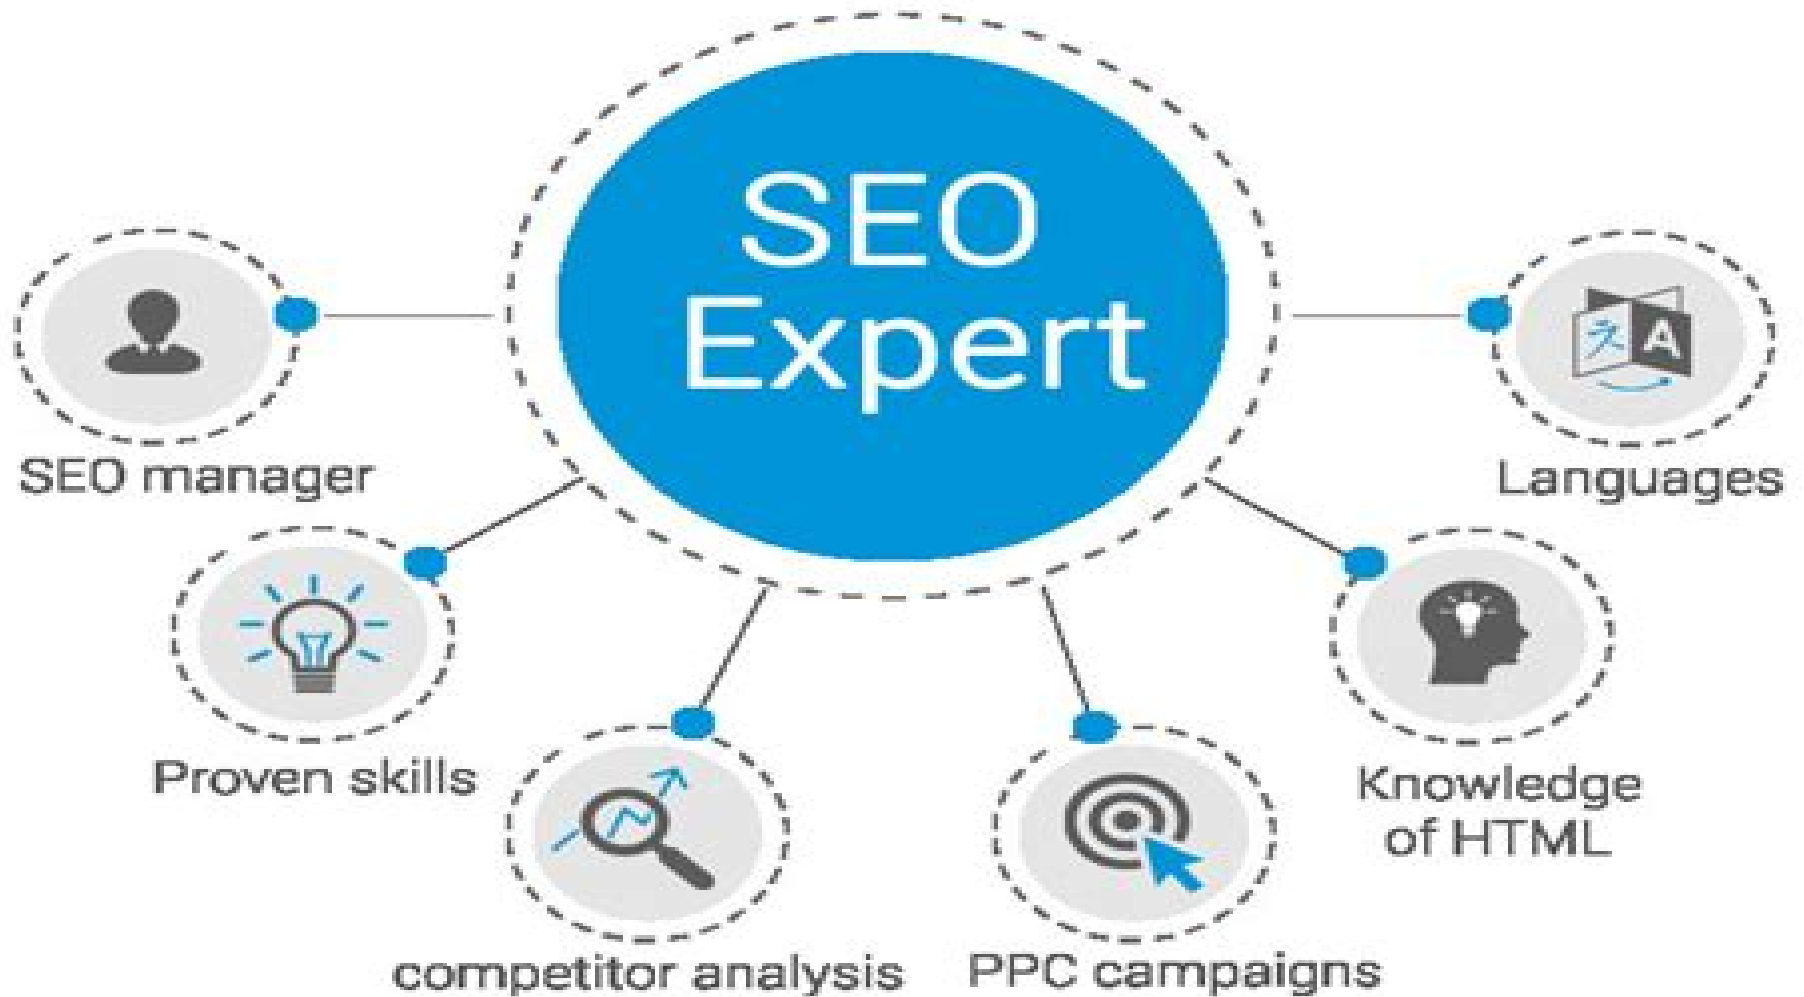 SEO
Expert
SEO manager
Proven skills
competitor analysis
PPC campaigns
Knowledge
of HTML
Languages
A